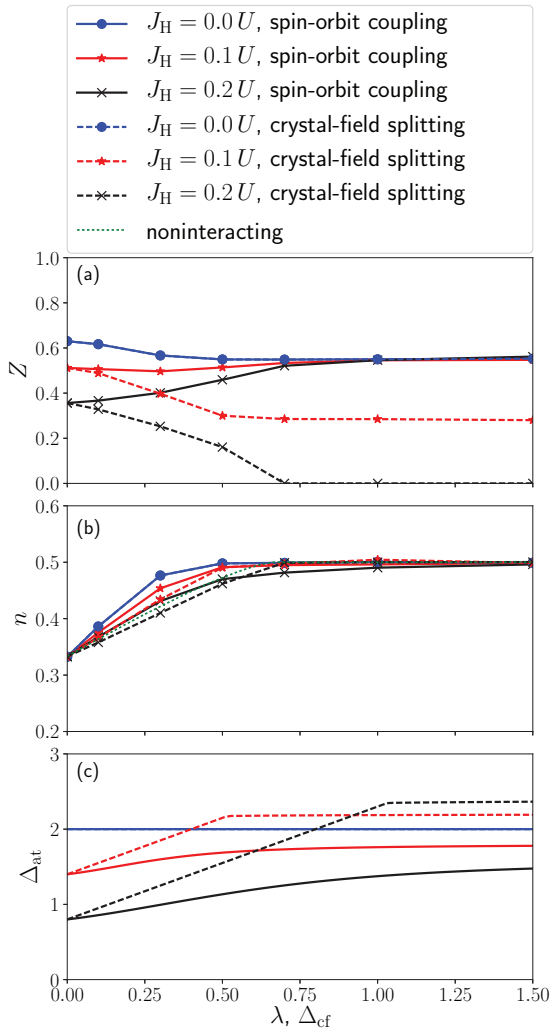 J_H = 0.0 U, spin-orbit coupling
J_H = 0.1 U, spin-orbit coupling
J_H = 0.2 U, spin-orbit coupling
J_H = 0.0 U, crystal-field splitting
J_H = 0.1 U, crystal-field splitting
J_H = 0.2 U, crystal-field splitting
noninteracting
(a)
1.0
0.8
0.6
0.4
0.2
0.0
Z
(b)
0.6
0.5
0.4
0.3
0.2
n
(c)
3
2
1
0
Δ_at
0.00 0.25 0.50 0.75 1.00 1.25 1.50
λ, Δ_cf